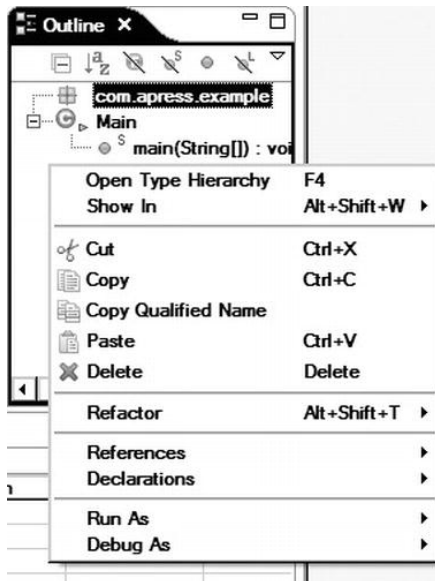 Outline
com.apress.example
Main
main(String[]) : voi
Open Type Hierarchy F4
Show In Alt+Shift+W
Cut Ctrl+X
Copy Ctrl+C
Copy Qualified Name
Paste Ctrl+V
Delete Delete
Refactor Alt+Shift+T
References
Declarations
Run As
Debug As